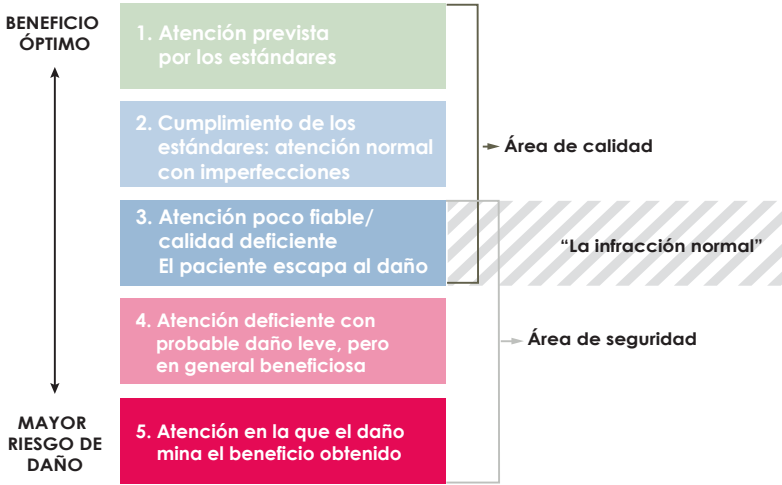 BENEFICIO
ÓPTIMO
1. Atención prevista
por los estándares
2. Cumplimiento de los
estándares: atención normal
con imperfecciones
Área de calidad
3. Atención poco fiable/
calidad deficiente
El paciente escapa al daño
“La infracción normal”
4. Atención deficiente con
probable daño leve, pero
en general beneficiosa
Área de seguridad
MAYOR
RIESGO DE
DAÑO
5. Atención en la que el daño
mina el beneficio obtenido